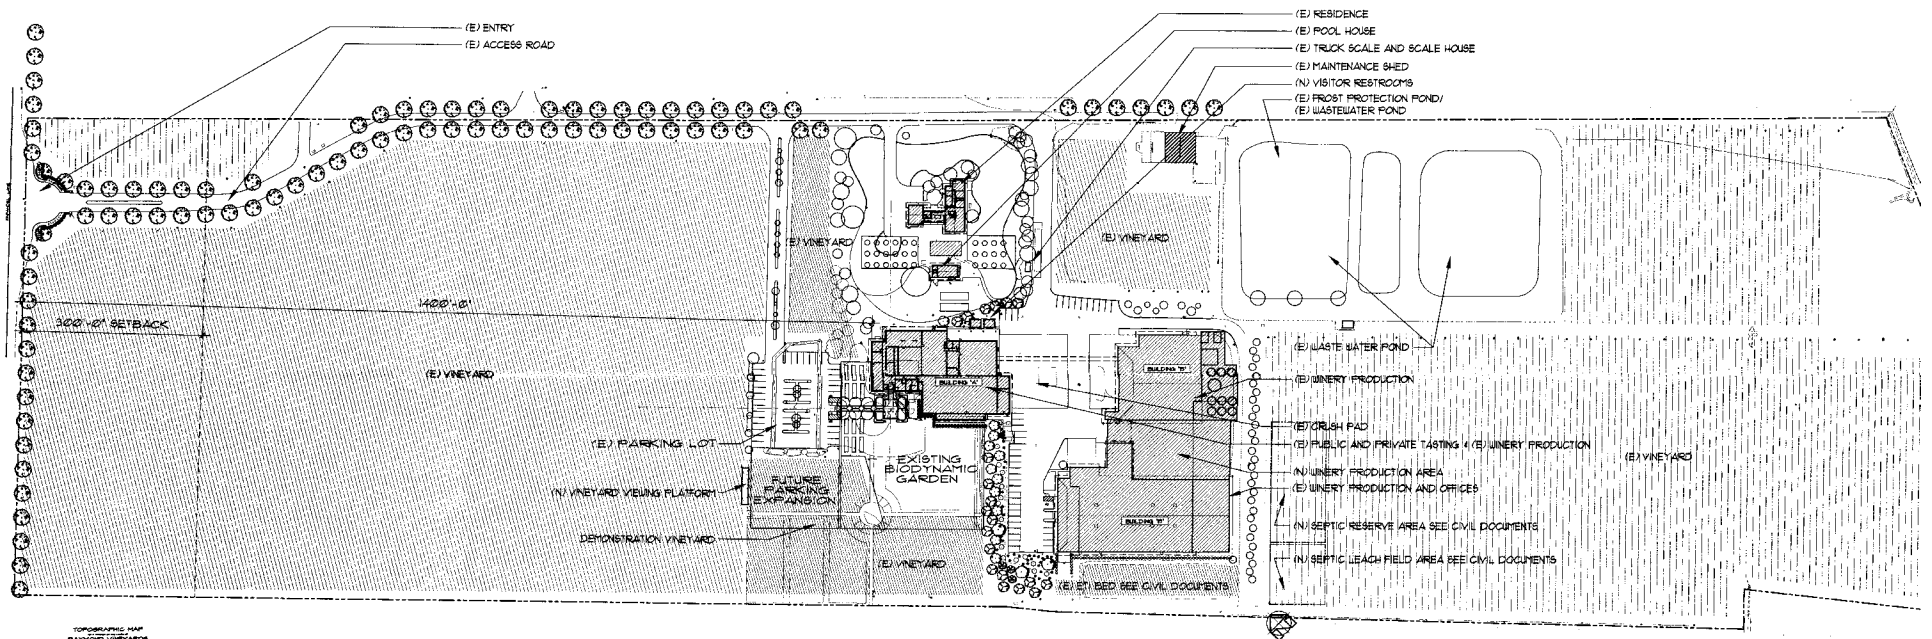 (E) ENTRY
(E) ACCESS ROAD
(E) RESIDENCE
(E) POOL HOUSE
(E) TRUCK SCALE AND SCALE HOUSE
(E) MAINTENANCE SHED
(N) VISITOR RESTROOMS
(E) FROST PROTECTION POND/
(E) WASTEWATER POND
(E) VINEYARD
(E) VINEYARD
1400'-0"
300'-0" SETBACK
(E) VINEYARD
(E) WASTE WATER POND
BUILDING "B"
(E) WINERY PRODUCTION
BUILDING "A"
(E) CRUSH PAD
(E) PARKING LOT
(E) PUBLIC AND PRIVATE TASTING & (E) WINERY PRODUCTION
(E) VINEYARD
EXISTING
BIODYNAMIC
GARDEN
(N) WINERY PRODUCTION AREA
FUTURE
PARKING
EXPANSION
(N) VINEYARD VIEWING PLATFORM
(E) WINERY PRODUCTION AND OFFICES
BUILDING "B"
(N) SEPTIC RESERVE AREA SEE CIVIL DOCUMENTS
DEMONSTRATION VINEYARD
(E) VINEYARD
(N) SEPTIC LEACH FIELD AREA SEE CIVIL DOCUMENTS
(E) ET BED SEE CIVIL DOCUMENTS
TOPOGRAPHIC MAP
RAYMOND VINEYARDS